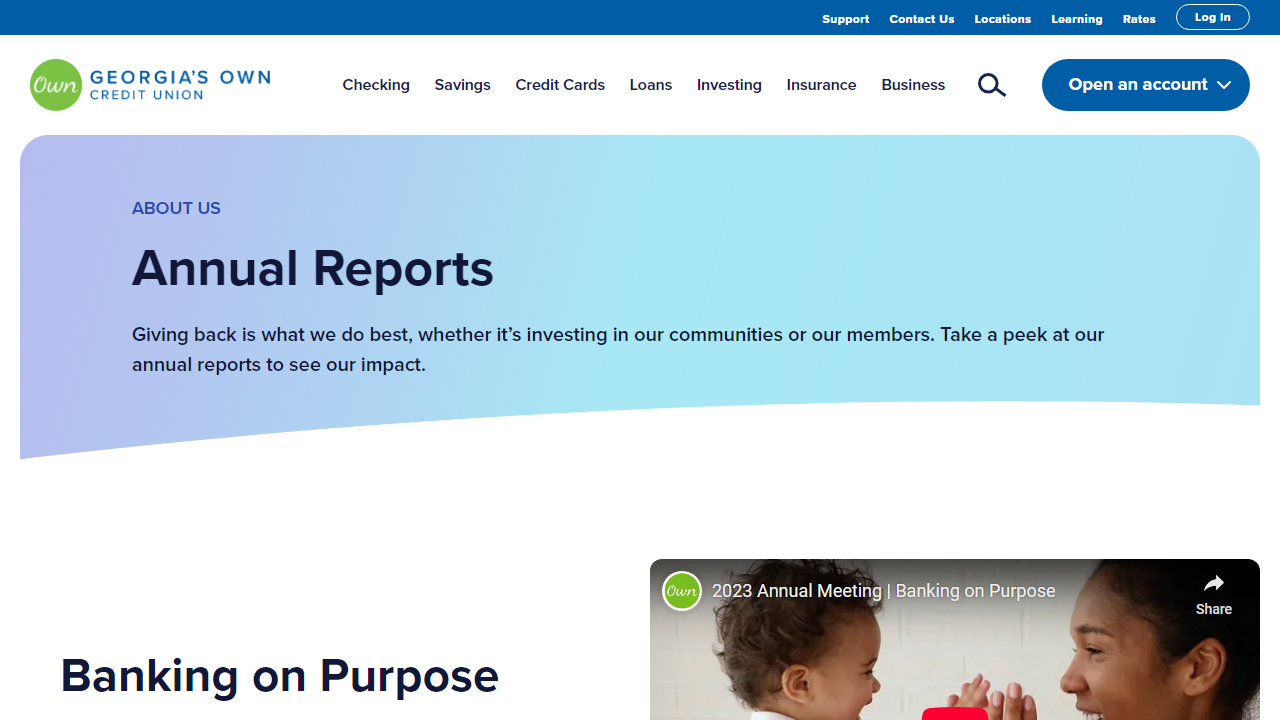 Support Contact Us Locations Learning Rates Log In
Own GEORGIA'S OWN
CREDIT UNION
Checking Savings Credit Cards Loans Investing Insurance Business Open an account
ABOUT US
Annual Reports
Giving back is what we do best, whether it’s investing in our communities or our members. Take a peek at our
annual reports to see our impact.
Own 2023 Annual Meeting | Banking on Purpose
Share
Banking on Purpose